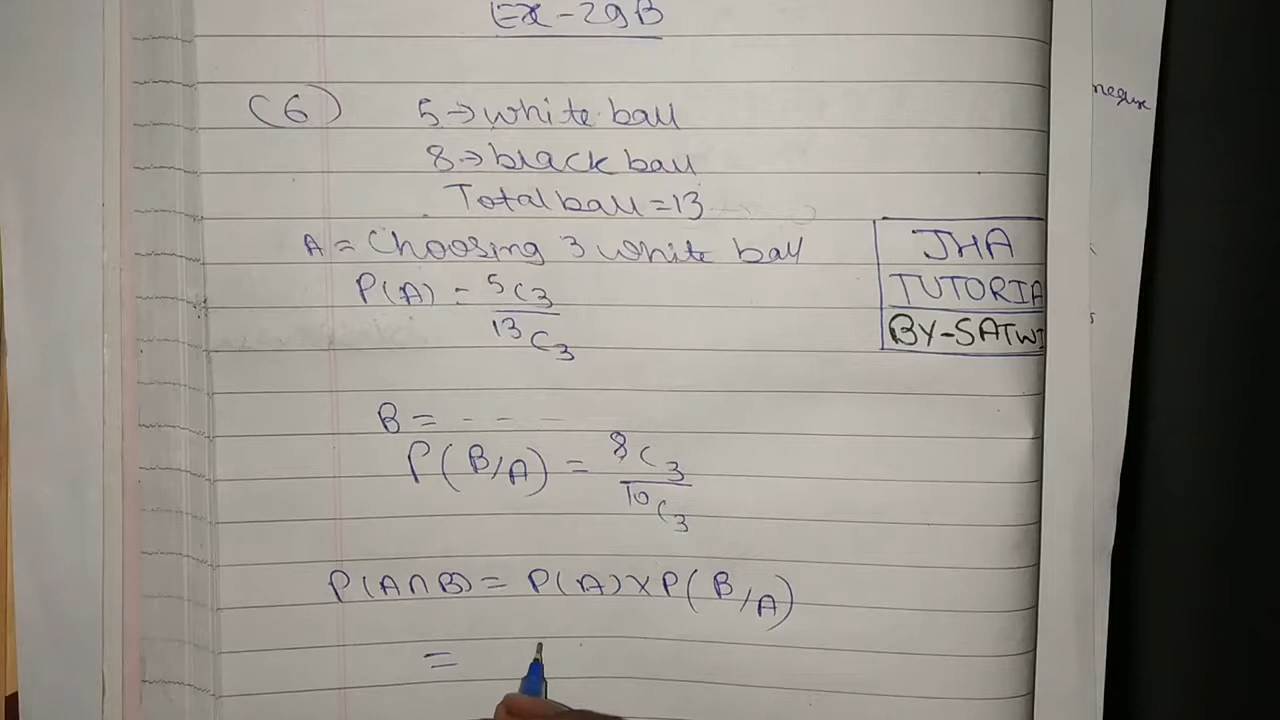 Ex-29B
(6) 5→ white ball
8→ black ball
Total ball = 13
A = Choosing 3 white ball
P(A) = ⁵C₃
¹³C₃
B = - - -
P(B/A) = ⁸C₃
¹⁰C₃
P(A∩B) = P(A)×P(B/A)
=
JHA
TUTORIA
BY-SATWI